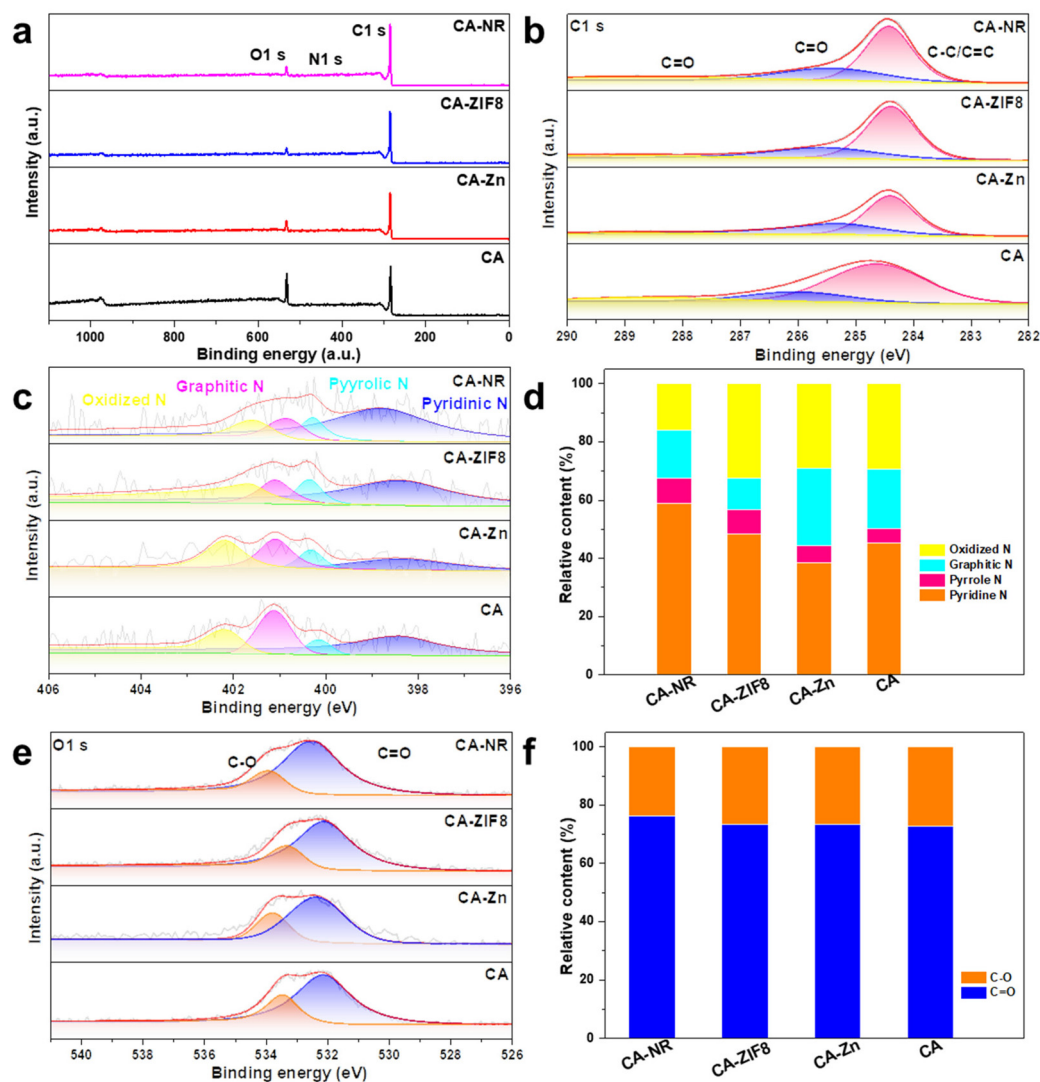 a
CA-NR
C1 s
O1 s
N1 s
CA-ZIF8
CA-Zn
CA
Intensity (a.u.)
1000 800 600 400 200 0
Binding energy (a.u.)
b
C1 s
CA-NR
C=O
C=O
C-C/C=C
CA-ZIF8
CA-Zn
CA
Intensity (a.u.)
290 289 288 287 286 285 284 283 282
Binding energy (eV)
c
CA-NR
Oxidized N
Graphitic N
Pyyrolic N
Pyridinic N
CA-ZIF8
CA-Zn
CA
Intensity (a.u.)
406 404 402 400 398 396
Binding energy (eV)
d
100
80
60
40
20
0
Relative content (%)
Oxidized N
Graphitic N
Pyrrole N
Pyridine N
CA-NR CA-ZIF8 CA-Zn CA
e
O1 s
CA-NR
C-O
C=O
CA-ZIF8
CA-Zn
CA
Intensity (a.u.)
540 538 536 534 532 530 528 526
Binding energy (eV)
f
100
80
60
40
20
0
Relative content (%)
C-O
C=O
CA-NR CA-ZIF8 CA-Zn CA